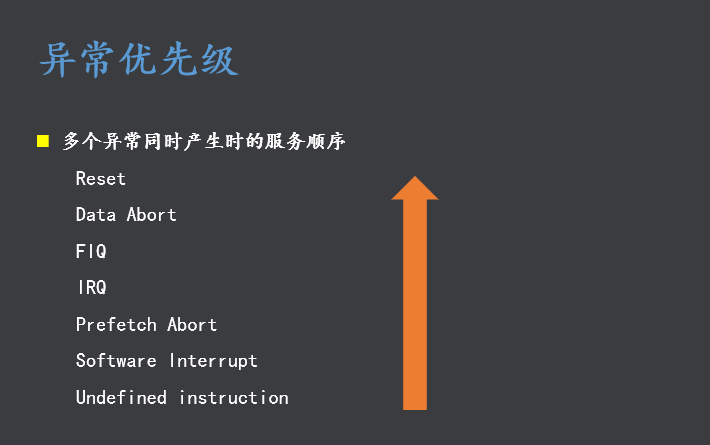 异常优先级
多个异常同时产生时的服务顺序
Reset
Data Abort
FIQ
IRQ
Prefetch Abort
Software Interrupt
Undefined instruction